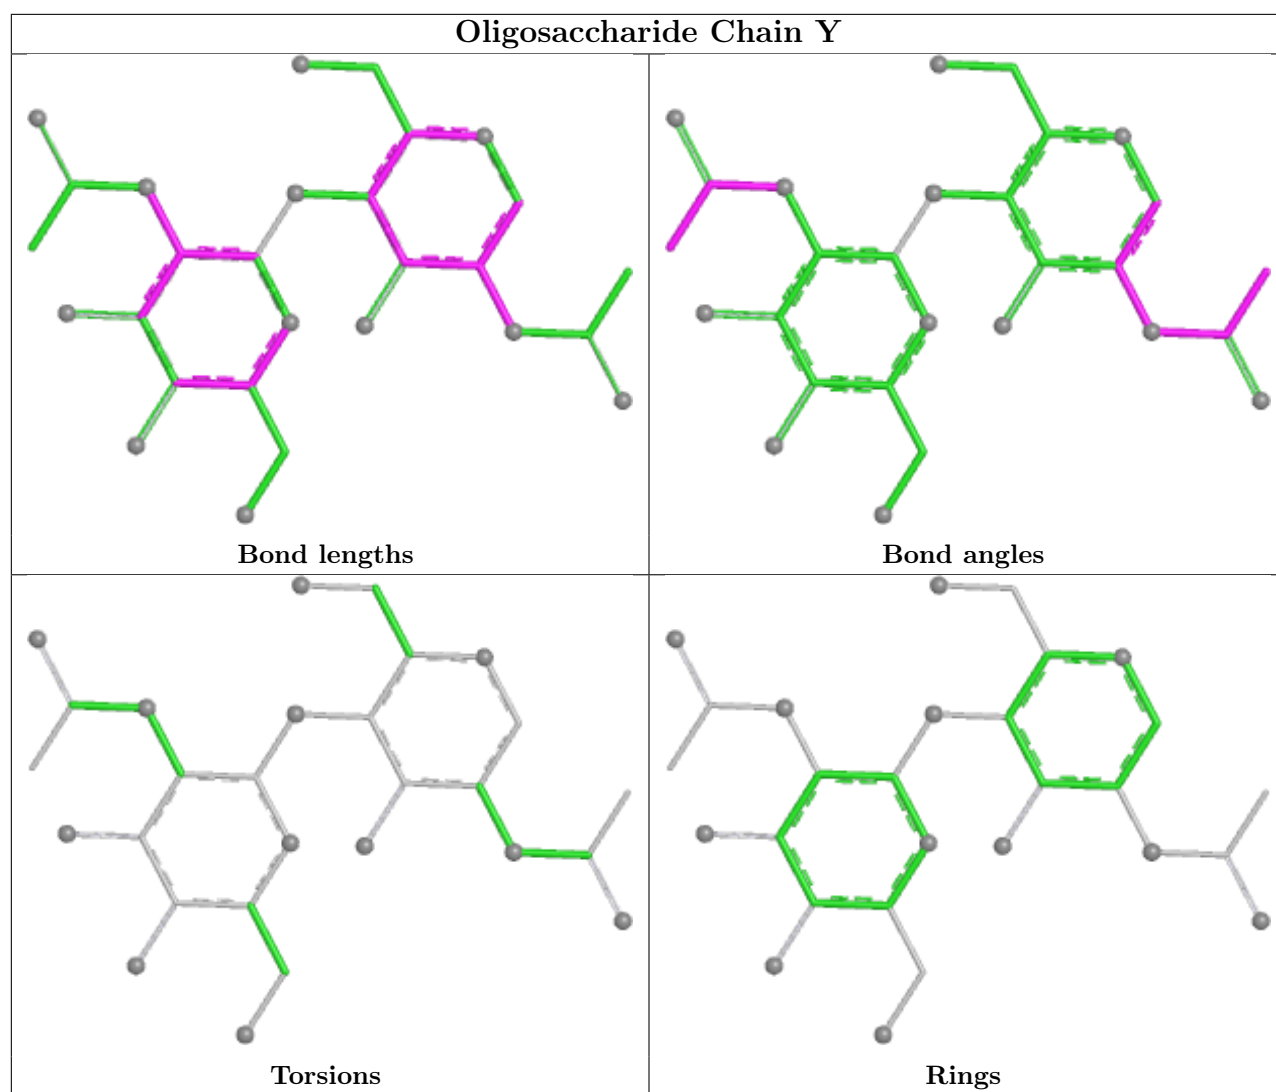 Oligosaccharide Chain Y
Bond lengths
Bond angles
Torsions
Rings